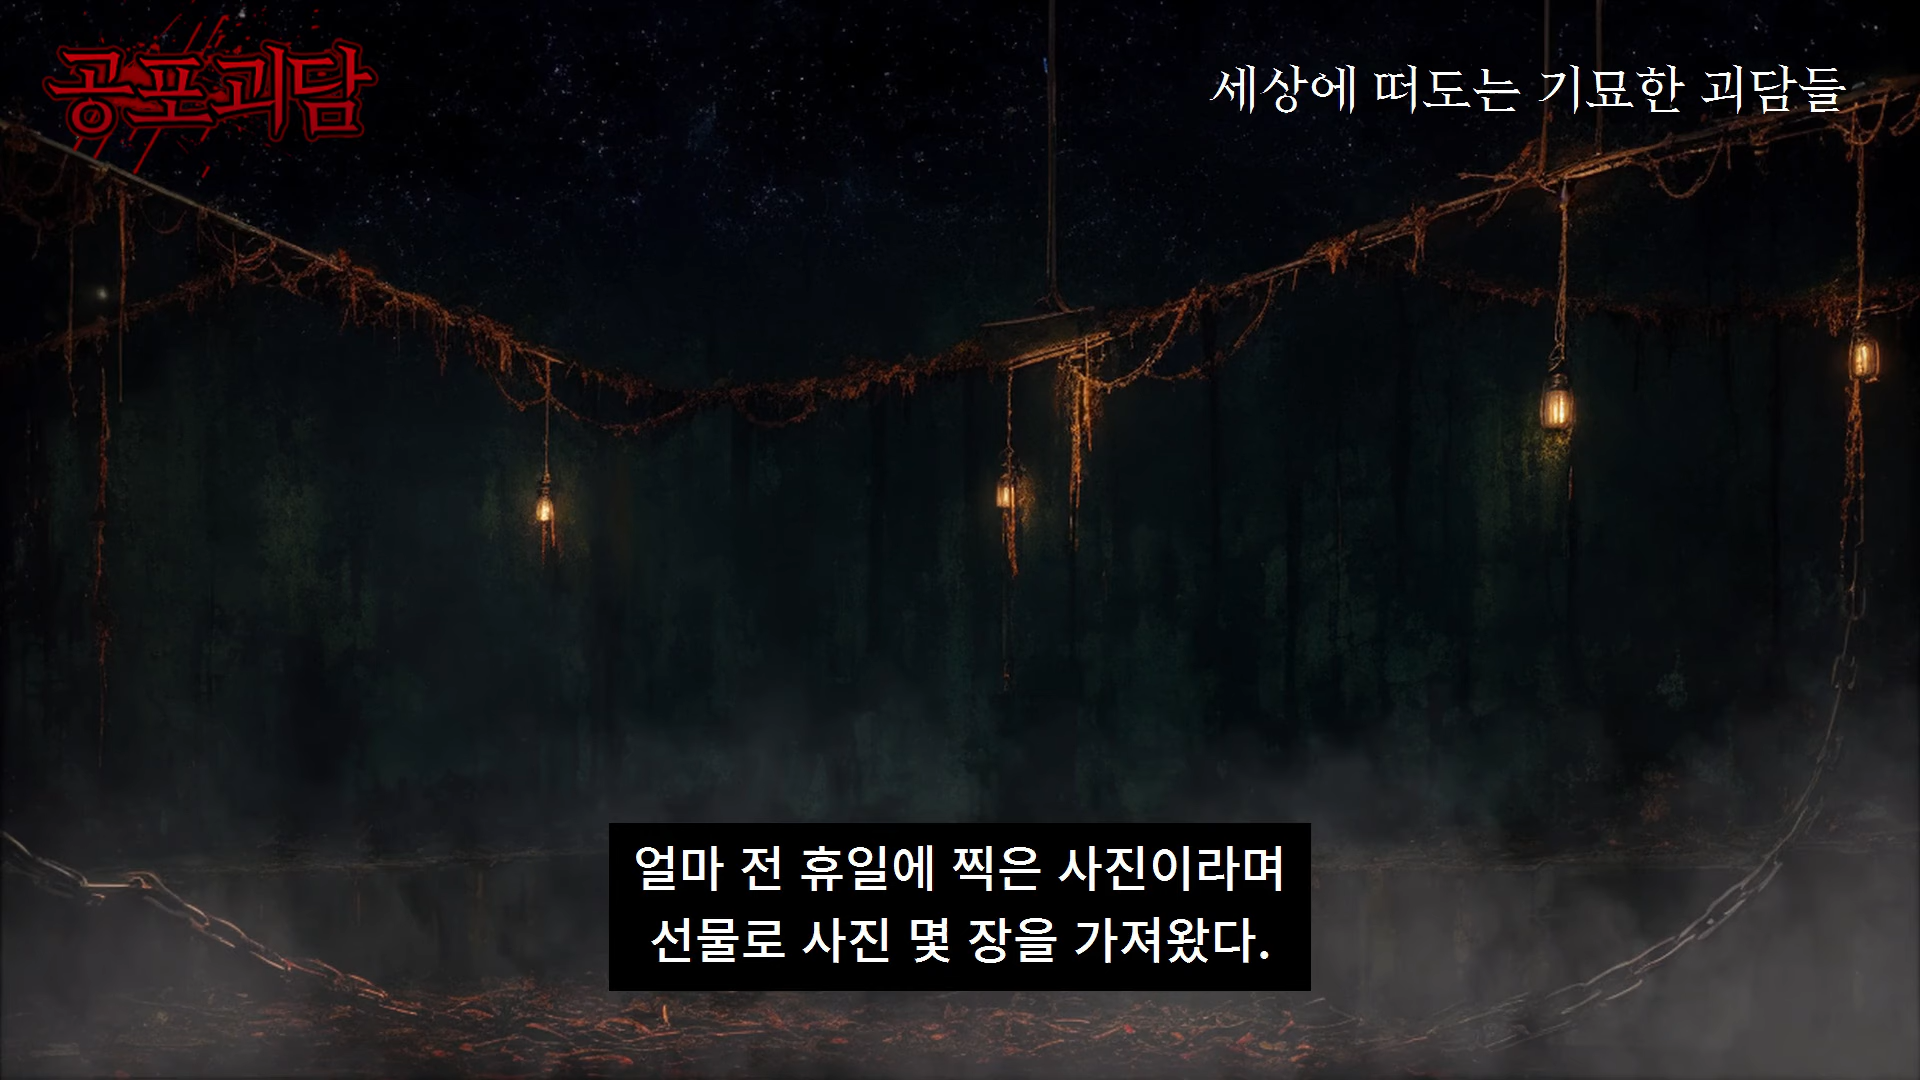 공포괴담
세상에 떠도는 기묘한 괴담들
얼마 전 휴일에 찍은 사진이라며
선물로 사진 몇 장을 가져왔다.